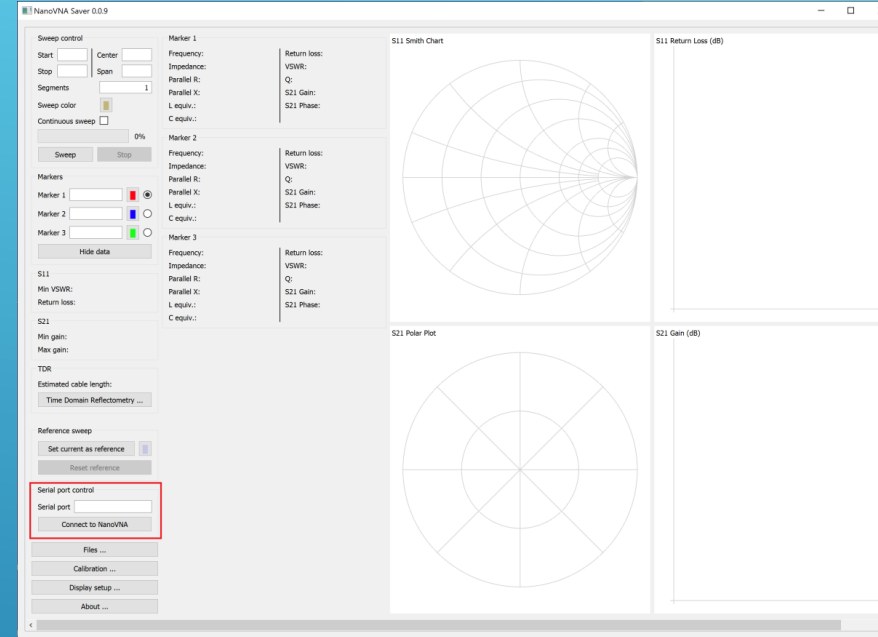 NanoVNA Saver 0.0.9
Sweep control
Start
Center
Stop
Span
Segments 1
Sweep color
Continuous sweep
0%
Sweep
Stop
Markers
Marker 1
Marker 2
Marker 3
Hide data
S11
Min VSWR:
Return loss:
S21
Min gain:
Max gain:
TDR
Estimated cable length:
Time Domain Reflectometry ...
Reference sweep
Set current as reference
Reset reference
Serial port control
Serial port
Connect to NanoVNA
Files ...
Calibration ...
Display setup ...
About ...
Marker 1
Frequency:
Impedance:
Parallel R:
Parallel X:
L equiv.:
C equiv.:
Return loss:
VSWR:
Q:
S21 Gain:
S21 Phase:
Marker 2
Frequency:
Impedance:
Parallel R:
Parallel X:
L equiv.:
C equiv.:
Return loss:
VSWR:
Q:
S21 Gain:
S21 Phase:
Marker 3
Frequency:
Impedance:
Parallel R:
Parallel X:
L equiv.:
C equiv.:
Return loss:
VSWR:
Q:
S21 Gain:
S21 Phase:
S11 Smith Chart
S11 Return Loss (dB)
S21 Polar Plot
S21 Gain (dB)